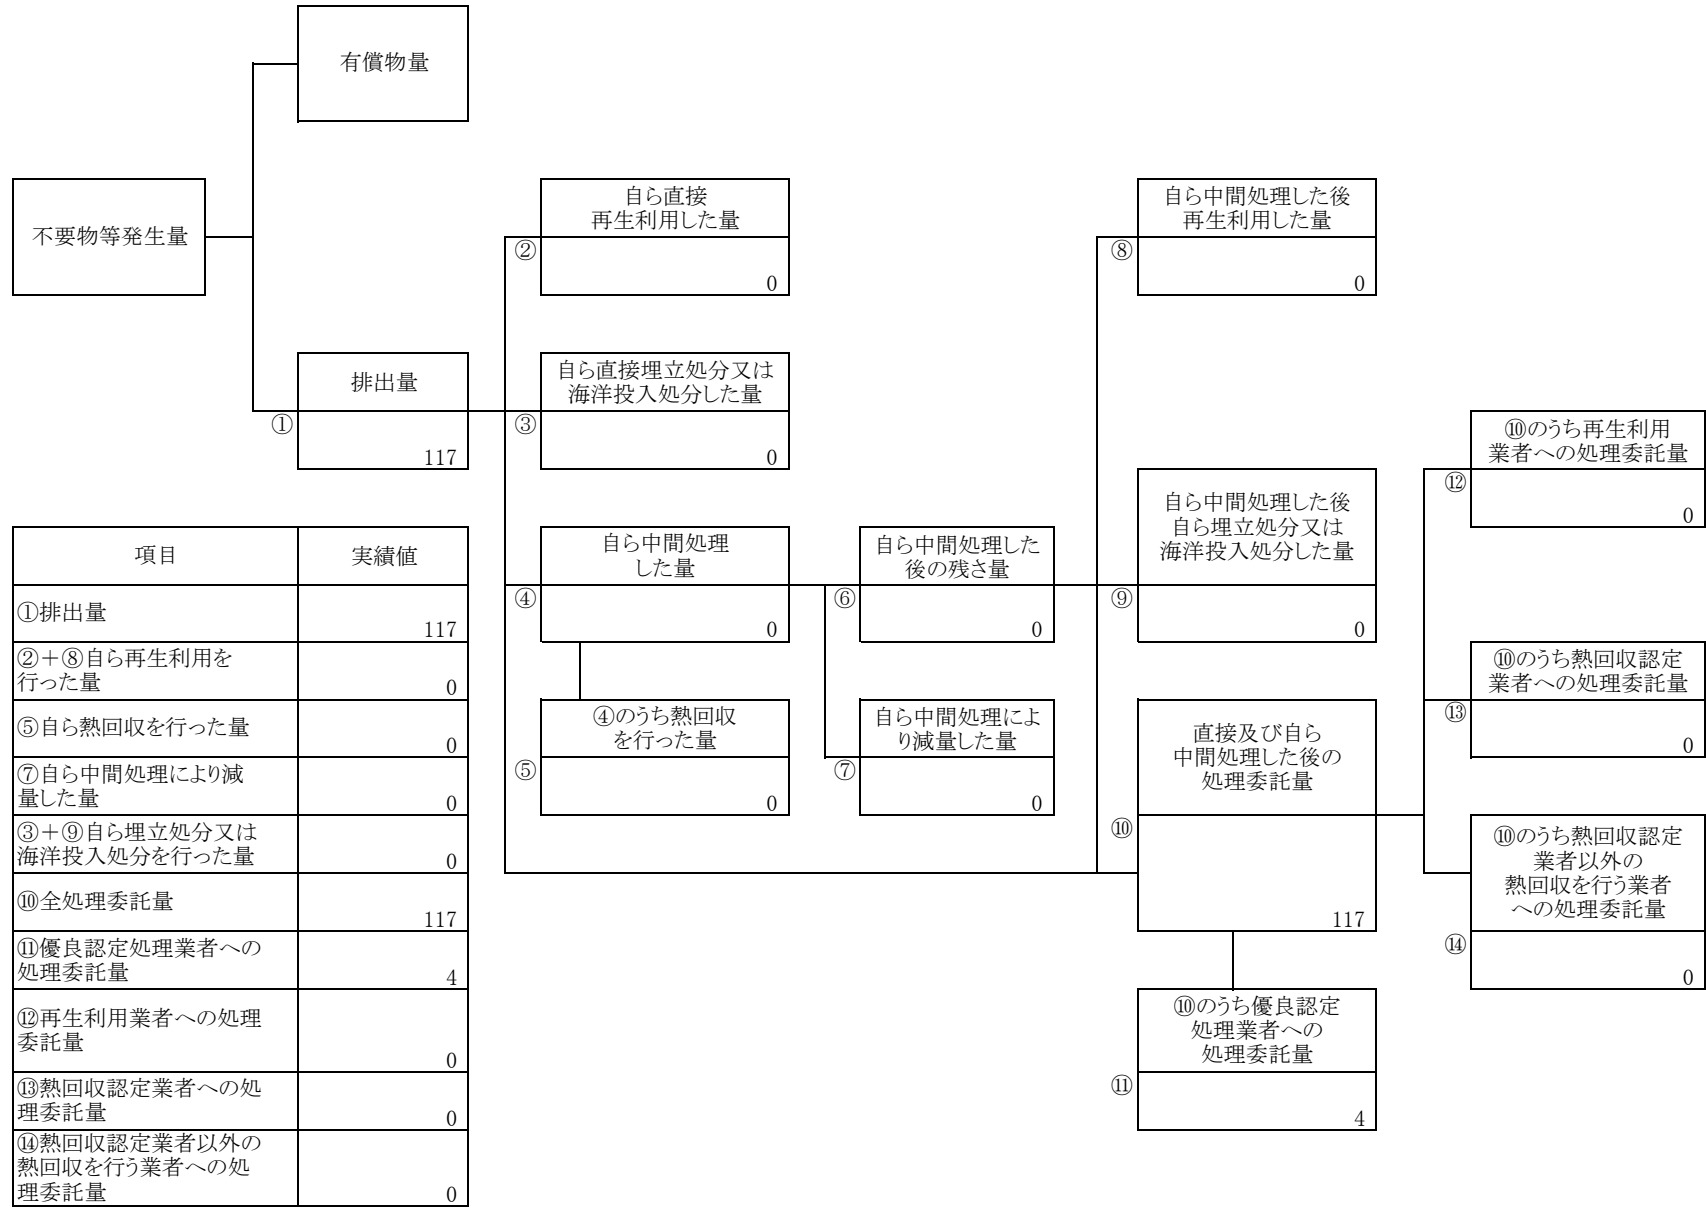 有償物量
不要物等発生量
自ら直接
再生利用した量
②
0
自ら中間処理した後
再生利用した量
⑧
0
排出量
①
117
自ら直接埋立処分又は
海洋投入処分した量
③
0
⑩のうち再生利用
業者への処理委託量
⑫
0
自ら中間処理した後
自ら埋立処分又は
海洋投入処分した量
⑨
0
自ら中間処理
した量
④
0
自ら中間処理した
後の残さ量
⑥
0
⑩のうち熱回収認定
業者への処理委託量
⑬
0
④のうち熱回収
を行った量
⑤
0
自ら中間処理によ
り減量した量
⑦
0
直接及び自ら
中間処理した後の
処理委託量
⑩
117
⑩のうち熱回収認定
業者以外の
熱回収を行う業者
への処理委託量
⑭
0
⑩のうち優良認定
処理業者への
処理委託量
⑪
4
項目 実績値
①排出量
117
②＋⑧自ら再生利用を
行った量
0
⑤自ら熱回収を行った量
0
⑦自ら中間処理により減
量した量
0
③＋⑨自ら埋立処分又は
海洋投入処分を行った量
0
⑩全処理委託量
117
⑪優良認定処理業者への
処理委託量
4
⑫再生利用業者への処理
委託量
0
⑬熱回収認定業者への処
理委託量
0
⑭熱回収認定業者以外の
熱回収を行う業者への処
理委託量
0